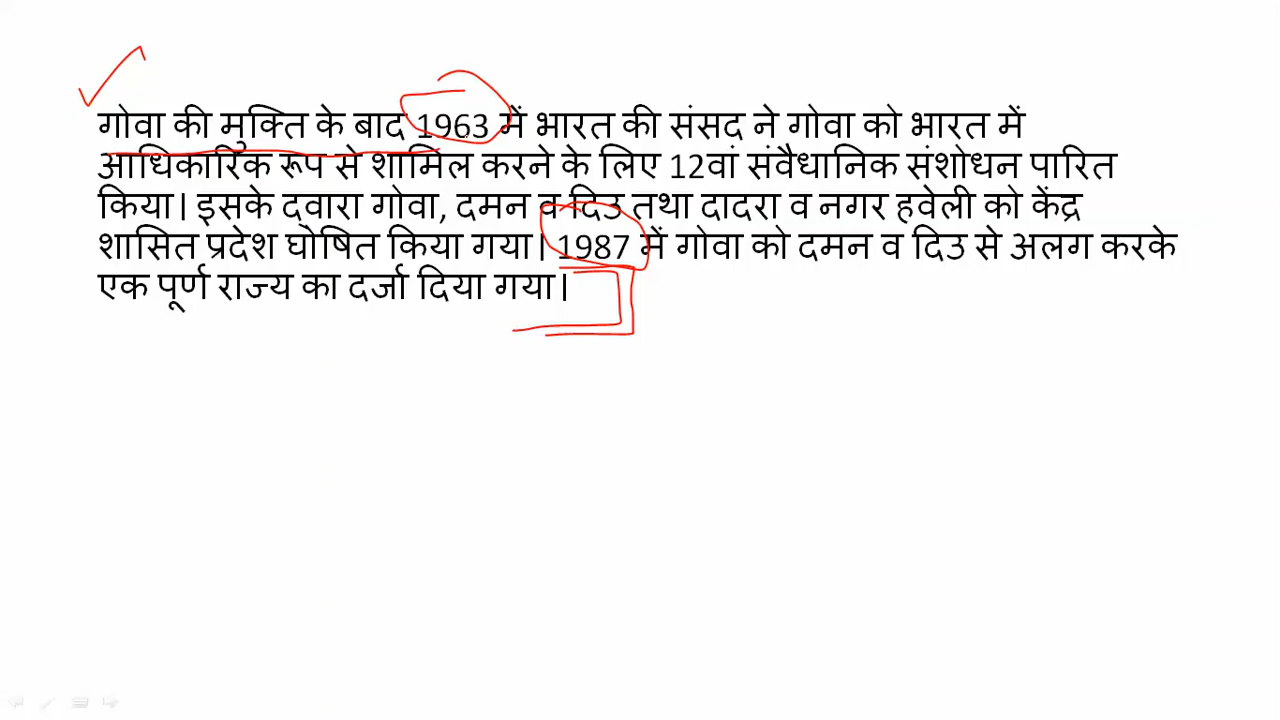 गोवा की मुक्ति के बाद 1963 में भारत की संसद ने गोवा को भारत में
आधिकारिक रूप से शामिल करने के लिए 12वां संवैधानिक संशोधन पारित
किया। इसके द्वारा गोवा, दमन व दिउ तथा दादरा व नगर हवेली को केंद्र
शासित प्रदेश घोषित किया गया। 1987 में गोवा को दमन व दिउ से अलग करके
एक पूर्ण राज्य का दर्जा दिया गया।